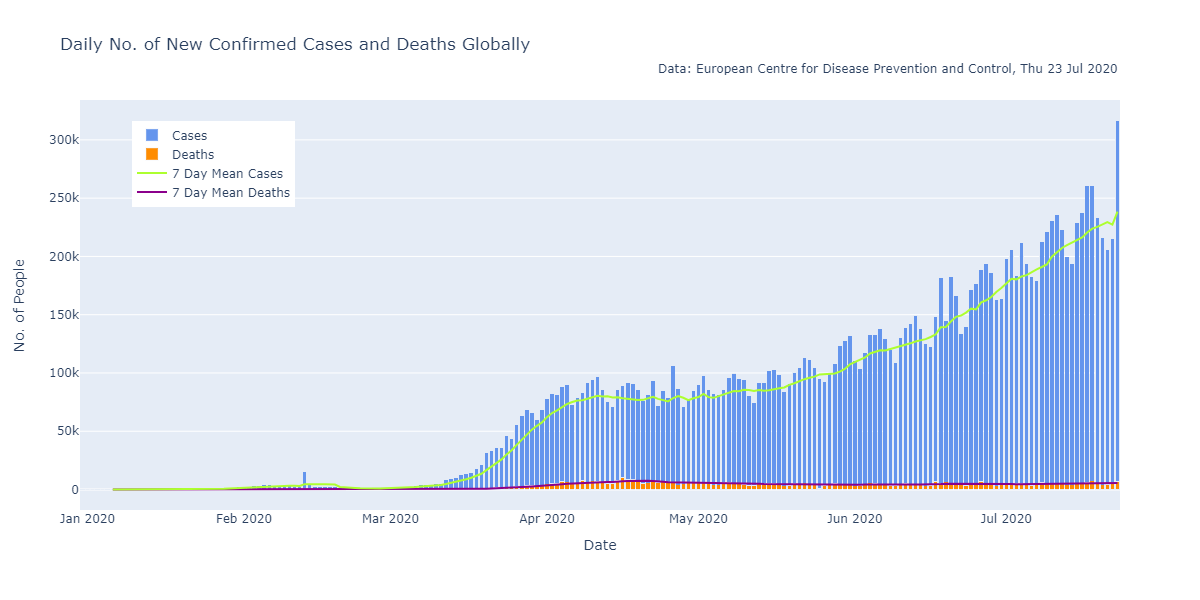 Daily No. of New Confirmed Cases and Deaths Globally
Data: European Centre for Disease Prevention and Control, Thu 23 Jul 2020
Cases
Deaths
7 Day Mean Cases
7 Day Mean Deaths
300k
250k
200k
150k
100k
50k
0
No. of People
Jan 2020
Feb 2020
Mar 2020
Apr 2020
May 2020
Jun 2020
Jul 2020
Date